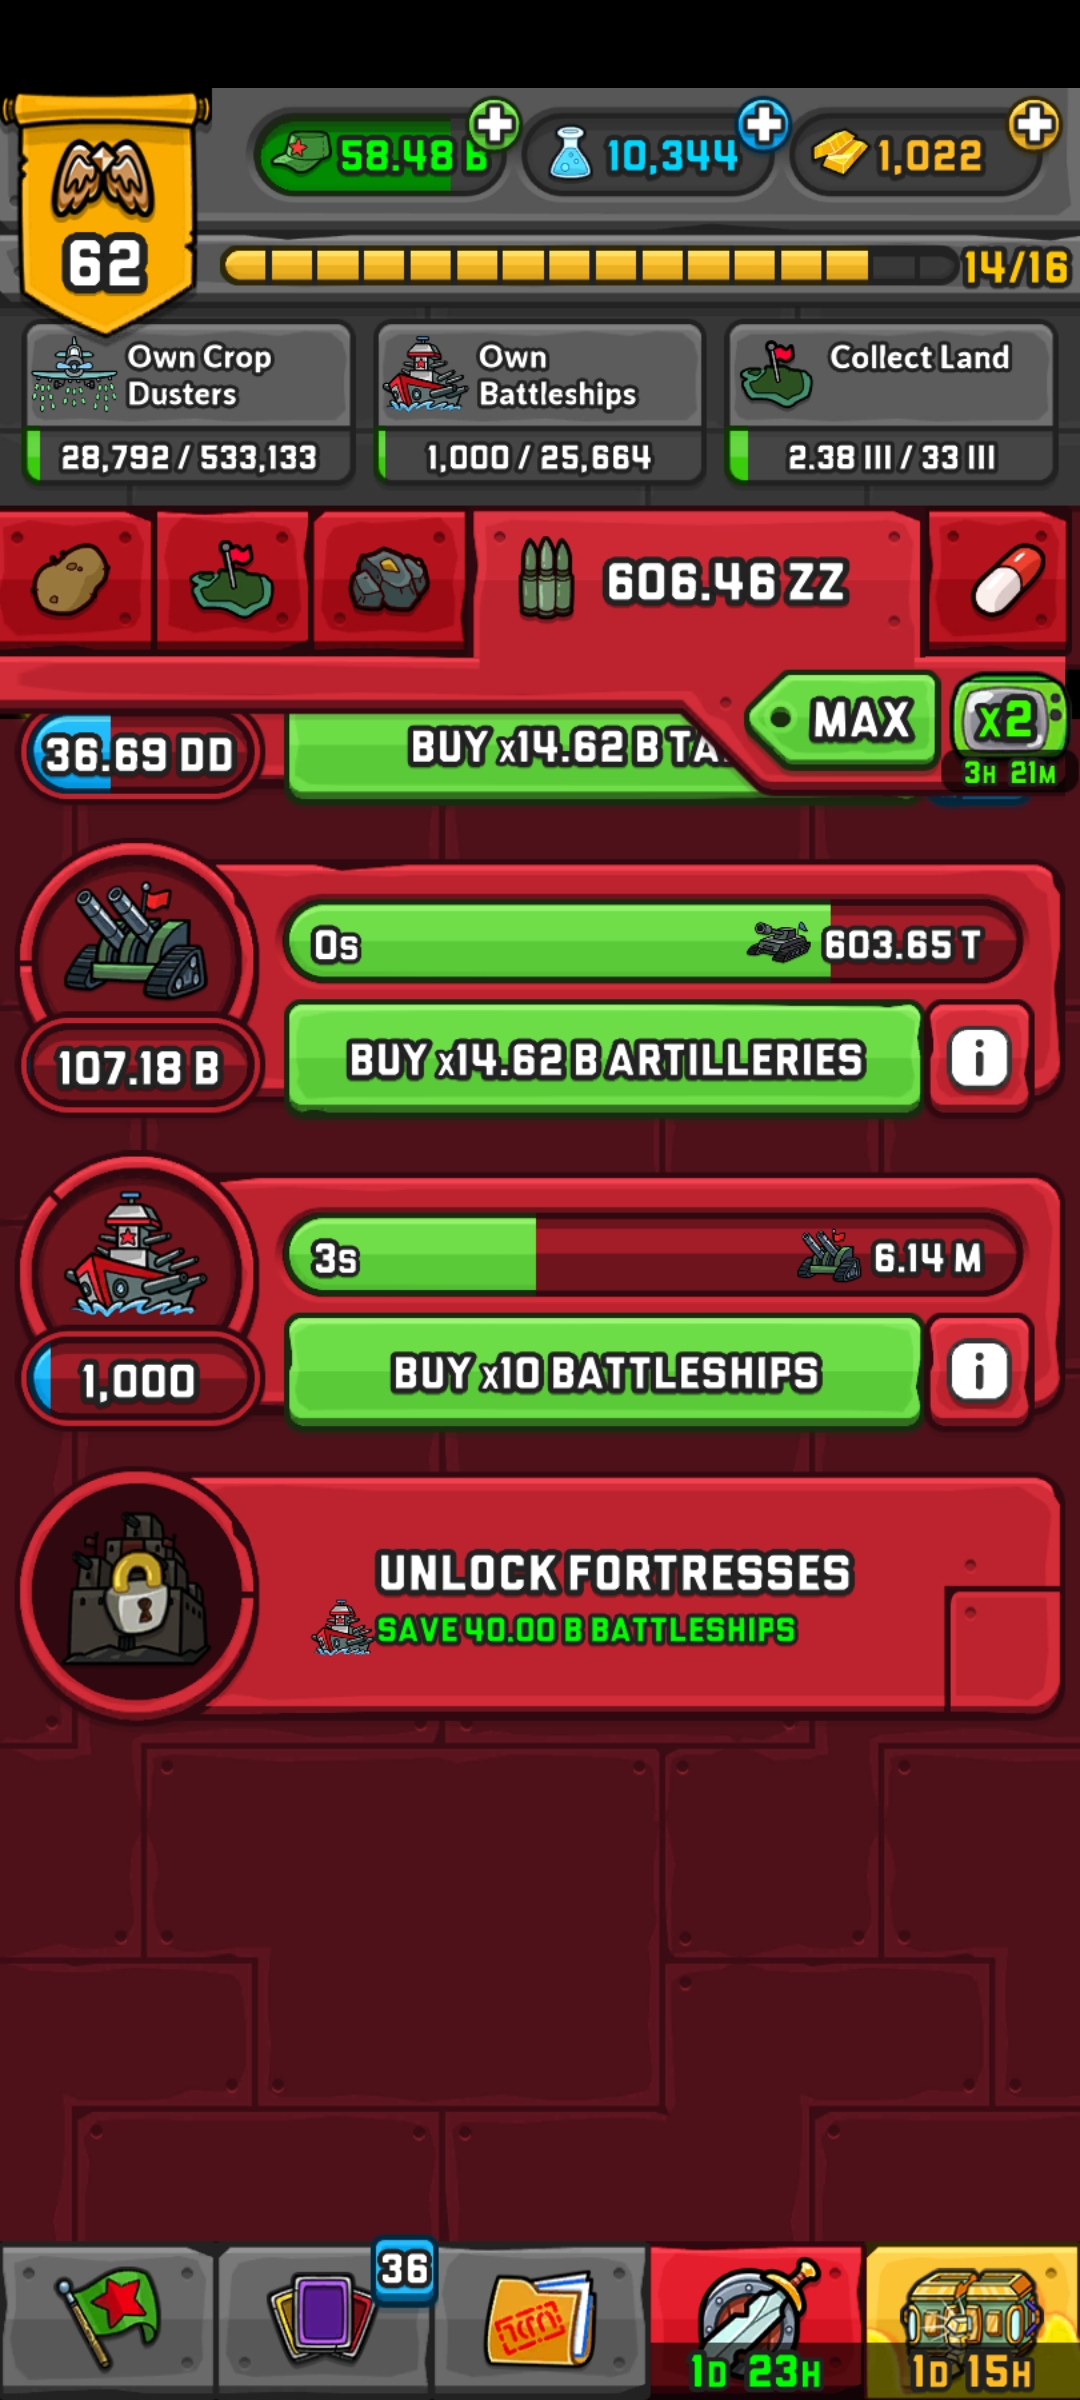 58.48 B
10,344
1,022
62
14/16
Own Crop
Dusters
28,792 / 533,133
Own
Battleships
1,000 / 25,664
Collect Land
2.38 III / 33 III
606.46 ZZ
MAX
x2
3H 21M
36.69 DD
BUY x14.62 B TA
0s
603.65 T
107.18 B
BUY x14.62 B ARTILLERIES
i
3s
6.14 M
1,000
BUY x10 BATTLESHIPS
i
UNLOCK FORTRESSES
SAVE 40.00 B BATTLESHIPS
36
1D 23H
1D 15H